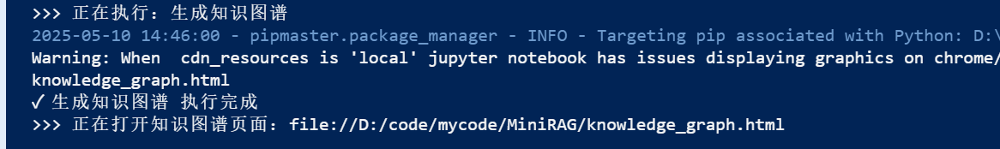 >>> 正在执行: 生成知识图谱
2025-05-10 14:46:00 - pipmaster.package_manager - INFO - Targeting pip associated with Python: D:\
Warning: When  cdn_resources is 'local' jupyter notebook has issues displaying graphics on chrome/
knowledge_graph.html
✓ 生成知识图谱 执行完成
>>> 正在打开知识图谱页面: file://D:/code/mycode/MiniRAG/knowledge_graph.html